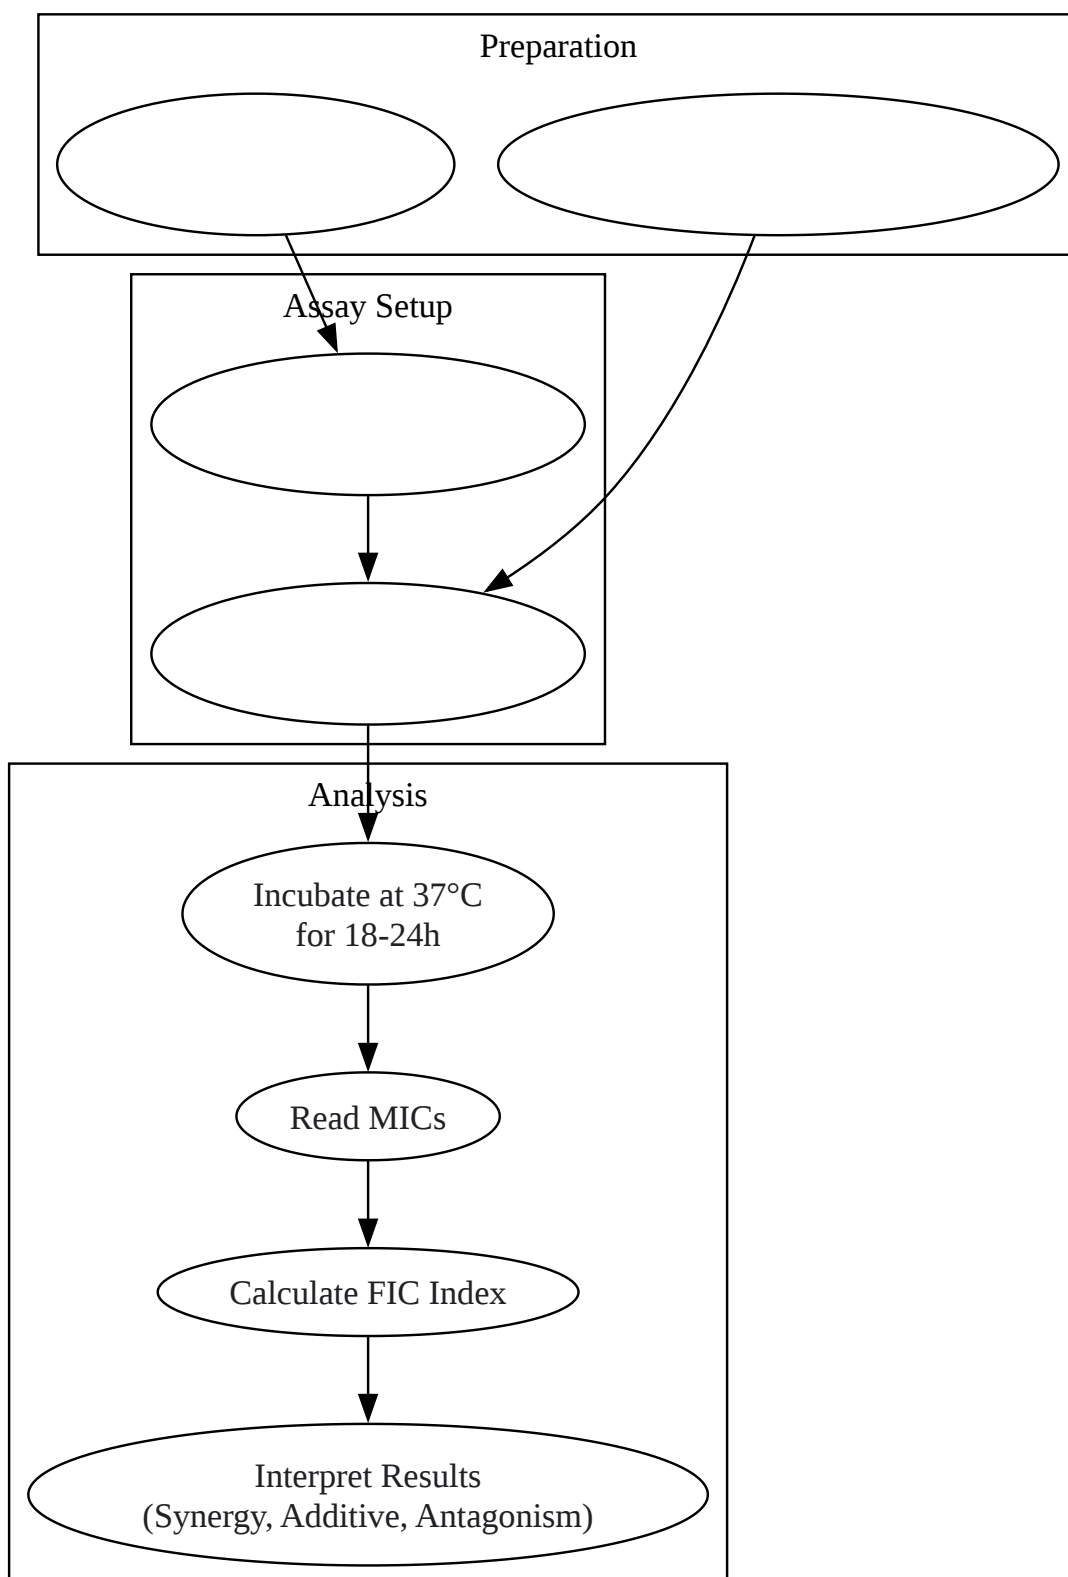 Preparation
Assay Setup
Analysis
Incubate at 37°C
for 18-24h
Read MICs
Calculate FIC Index
Interpret Results
(Synergy, Additive, Antagonism)